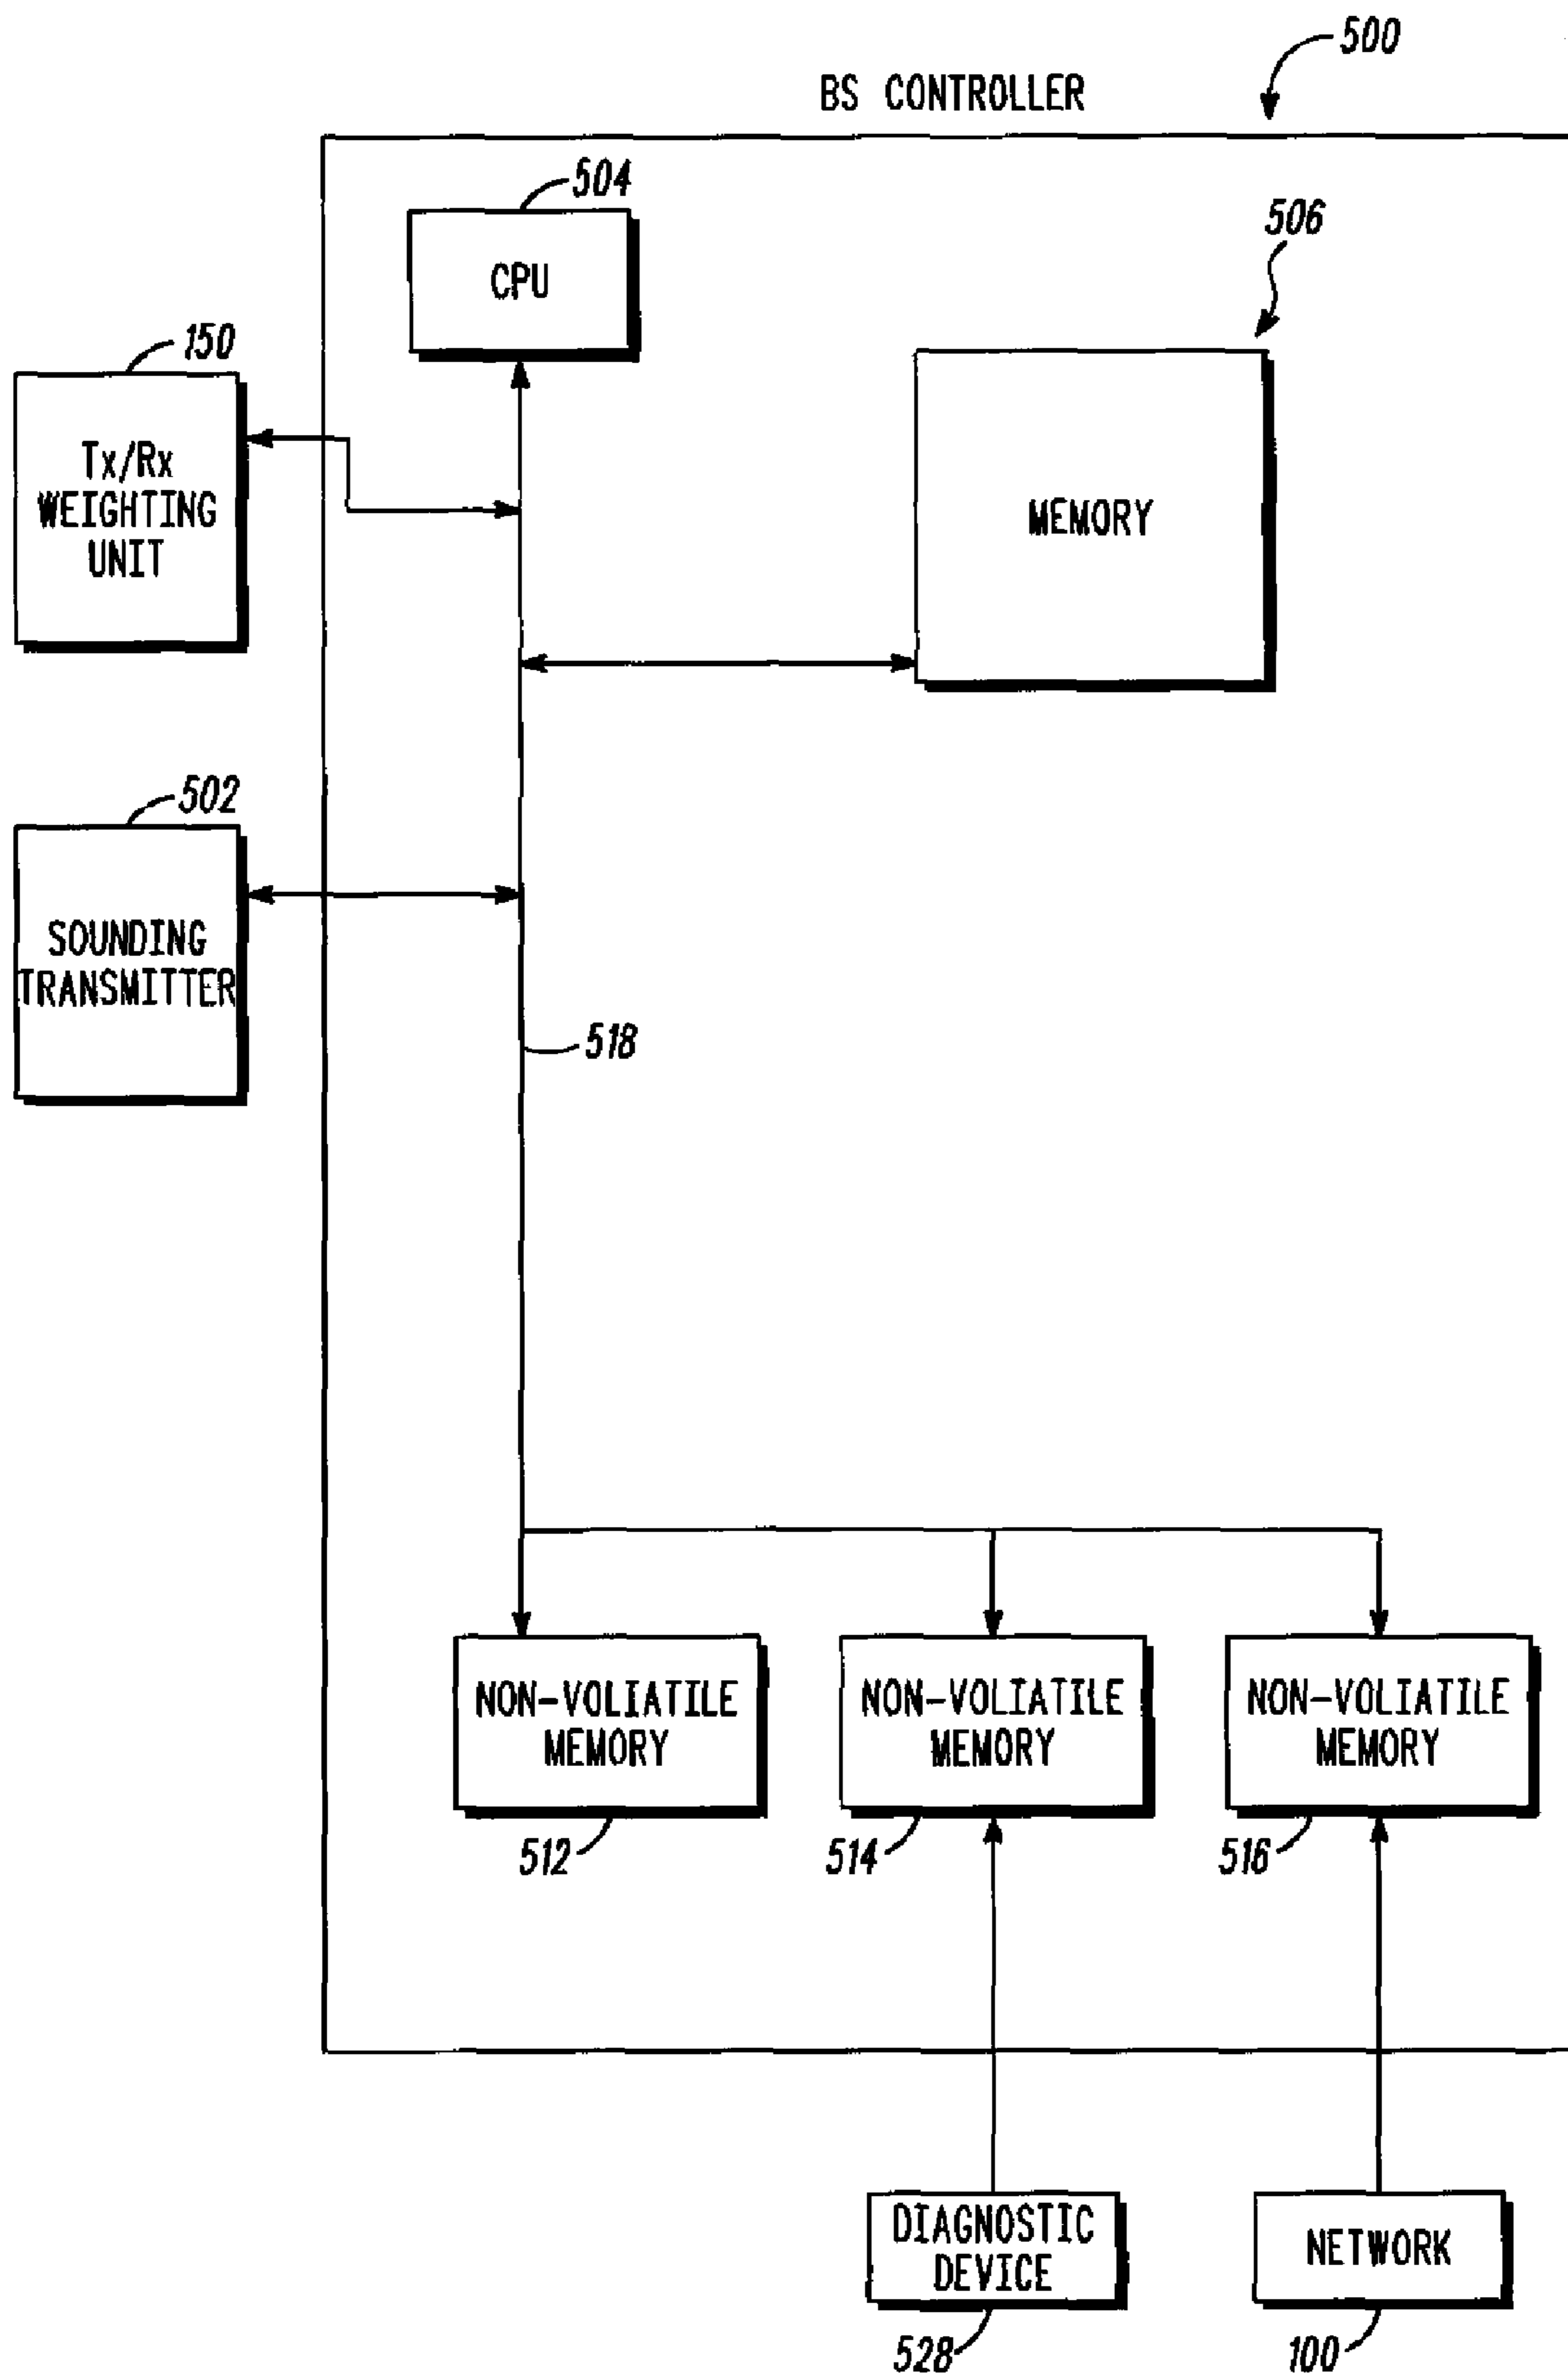 500
BS CONTROLLER
504
CPU
506
150
Tx/Rx
WEIGHTING
UNIT
MEMORY
502
SOUNDING
TRANSMITTER
518
NON-VOLIATILE
MEMORY
512
NON-VOLIATILE
MEMORY
514
NON-VOLIATILE
MEMORY
516
DIAGNOSTIC
DEVICE
528
NETWORK
100